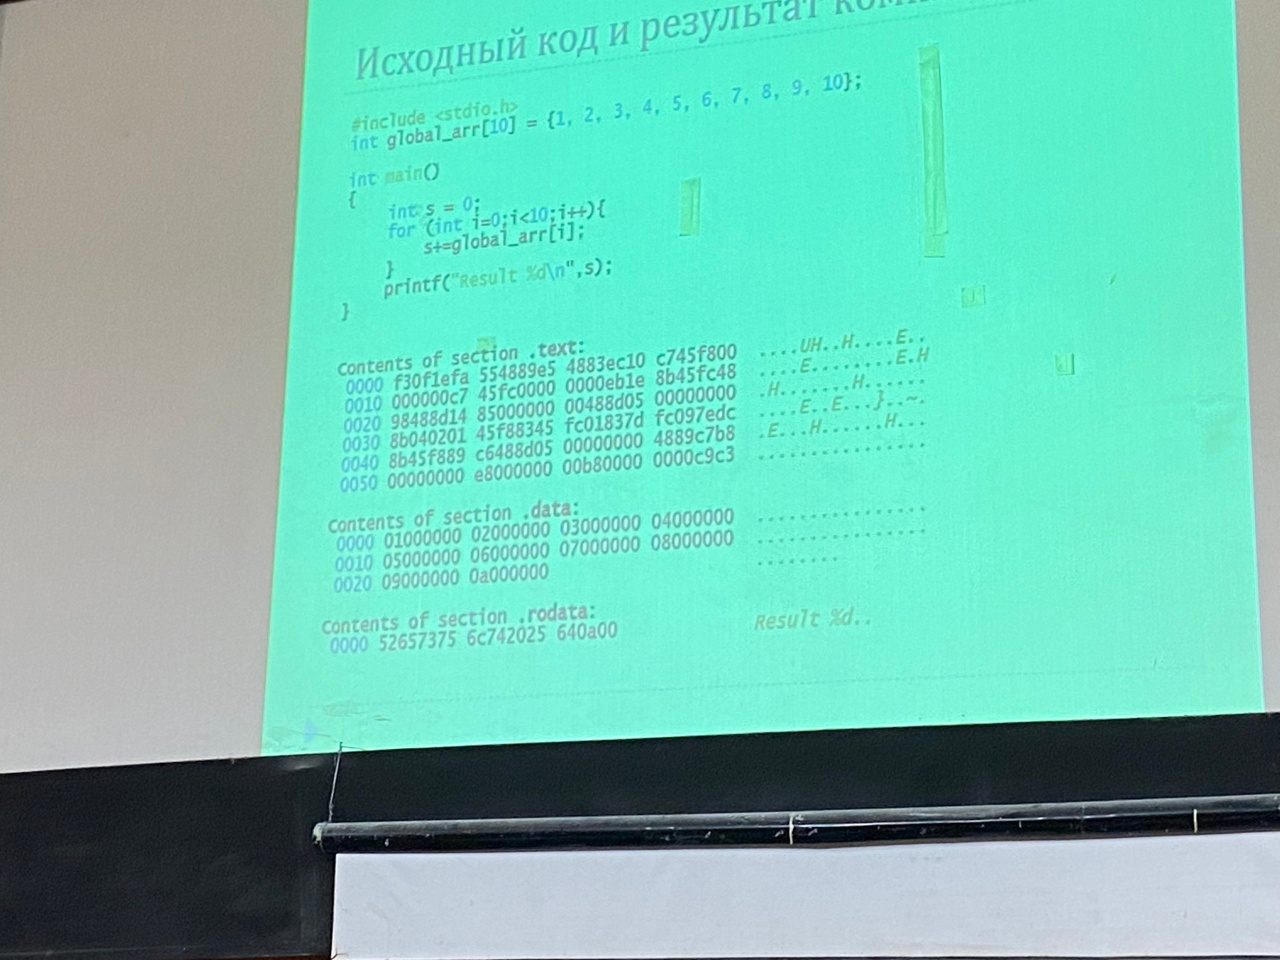 Исходный код и результат
#include <stdio.h>
int global_arr[10] = {1, 2, 3, 4, 5, 6, 7, 8, 9, 10};
int main()
{
int s = 0;
for (int i=0;i<10;i++){
s+=global_arr[i];
}
printf("Result %d\n",s);
}
Contents of section .text:
0000 f30f1efa 554889e5 4883ec10 c745f800 ....UH..H....E..
0010 000000c7 45fc0000 0000eb1e 8b45fc48 ....E........E.H
0020 98488d14 85000000 00488d05 00000000 .H.......H......
0030 8b040201 45f88345 fc01837d fc097edc ....E..E...}..~.
0040 8b45f889 c6488d05 00000000 4889c7b8 .E...H......H...
0050 00000000 e8000000 00b80000 0000c9c3 ................
Contents of section .data:
0000 01000000 02000000 03000000 04000000 ................
0010 05000000 06000000 07000000 08000000 ................
0020 09000000 0a000000 ........
Contents of section .rodata:
0000 52657375 6c742025 640a00 Result %d..